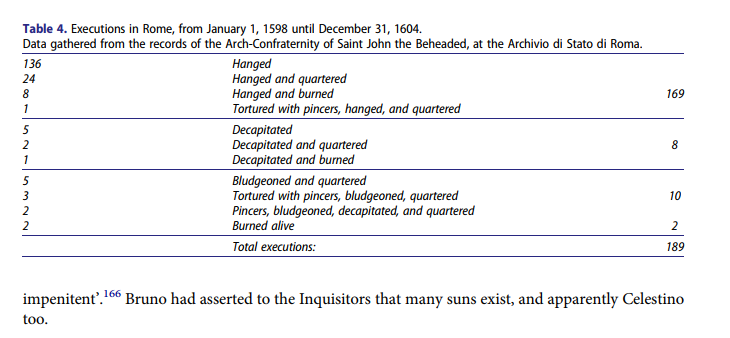 Table 4. Executions in Rome, from January 1, 1598 until December 31, 1604.
Data gathered from the records of the Arch-Confraternity of Saint John the Beheaded, at the Archivio di Stato di Roma.
136 Hanged
24 Hanged and quartered
8 Hanged and burned 169
1 Tortured with pincers, hanged, and quartered
5 Decapitated
2 Decapitated and quartered 8
1 Decapitated and burned
5 Bludgeoned and quartered
3 Tortured with pincers, bludgeoned, quartered 10
2 Pincers, bludgeoned, decapitated, and quartered
2 Burned alive 2
Total executions: 189
impenitent’.166 Bruno had asserted to the Inquisitors that many suns exist, and apparently Celestino
too.